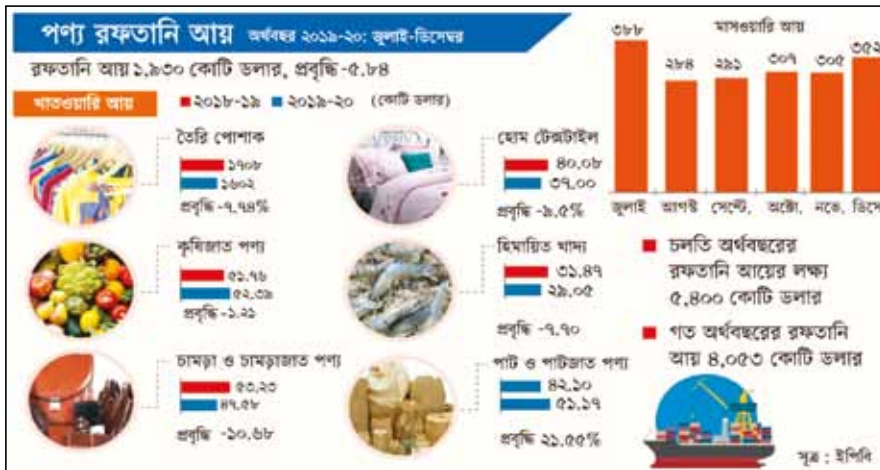 পণ্য রফতানি আয় অর্থবছর ২০১৯-২০: জুলাই-ডিসেম্বর
রফতানি আয় ১,৯৩০ কোটি ডলার, প্রবৃদ্ধি -৫.৮৪
খাতওয়ারি আয়
২০১৮-১৯ ২০১৯-২০ (কোটি ডলার)
তৈরি পোশাক
১৭০৮
১৬০২
প্রবৃদ্ধি -৭.৭৪%
হোম টেক্সটাইল
৪০.০৮
৩৭.০০
প্রবৃদ্ধি -৯.৫%
কৃষিজাত পণ্য
৫১.৭৬
৫২.৩৯
প্রবৃদ্ধি -১.২১
হিমায়িত খাদ্য
৩১.৪৭
২৯.০৫
প্রবৃদ্ধি -৭.৭০
চামড়া ও চামড়াজাত পণ্য
৫৩.২৩
৪৭.৫৮
প্রবৃদ্ধি -১০.৬৮
পাট ও পাটজাত পণ্য
৪২.১০
৫১.১৭
প্রবৃদ্ধি ২১.৫৫%
মাসওয়ারি আয়
৩৮৮ ২৮৪ ২৯১ ৩০৭ ৩০৫ ৩৫২
জুলাই আগস্ট সেপ্টে. অক্টো. নভে. ডিসে
চলতি অর্থবছরের
রফতানি আয়ের লক্ষ্য
৫,৪০০ কোটি ডলার
গত অর্থবছরের রফতানি
আয় ৪,০৫৩ কোটি ডলার
সূত্র : ইপিবি